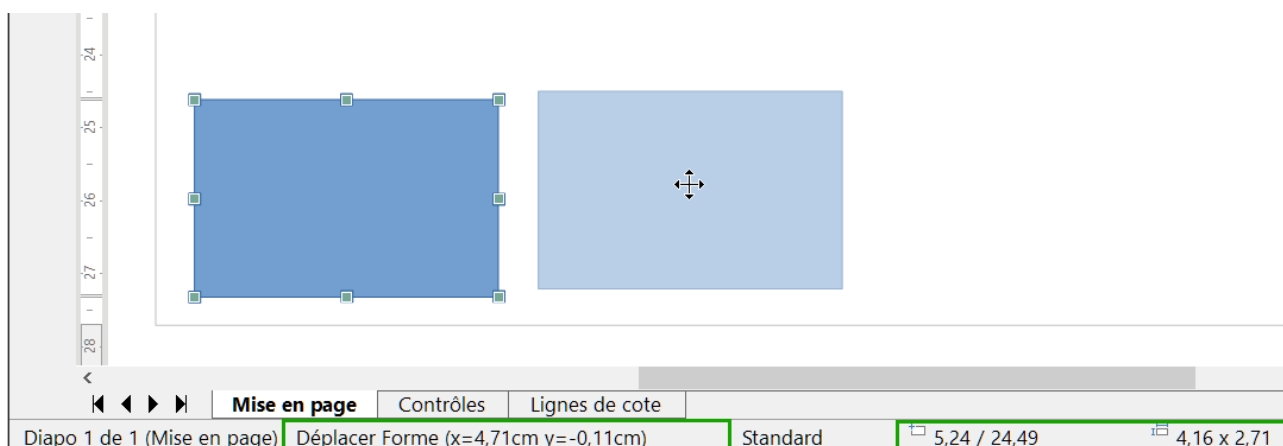 24
25
26
27
28
Mise en page Contrôles Lignes de cote
Diapo 1 de 1 (Mise en page) Déplacer Forme (x=4,71cm y=-0,11cm) Standard 5,24 / 24,49 4,16 x 2,71